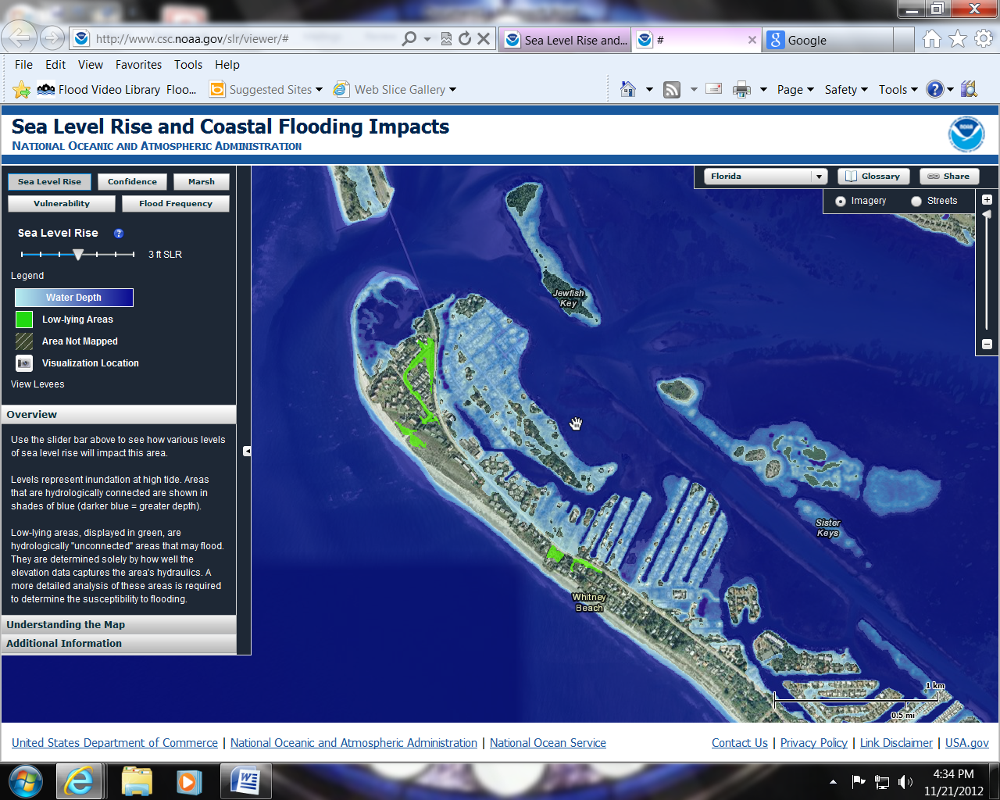 http://www.csc.noaa.gov/slr/viewer/#
Sea Level Rise and...
#
Google
File Edit View Favorites Tools Help
Flood Video Library Floo...
Suggested Sites
Web Slice Gallery
Page Safety Tools
Sea Level Rise and Coastal Flooding Impacts
NATIONAL OCEANIC AND ATMOSPHERIC ADMINISTRATION
noaa
Sea Level Rise Confidence Marsh
Vulnerability Flood Frequency
Sea Level Rise ?
3 ft SLR
Legend
Water Depth
Low-lying Areas
Area Not Mapped
Visualization Location
View Levees
Overview
Use the slider bar above to see how various levels
of sea level rise will impact this area.
Levels represent inundation at high tide. Areas
that are hydrologically connected are shown in
shades of blue (darker blue = greater depth).
Low-lying areas, displayed in green, are
hydrologically "unconnected" areas that may flood.
They are determined solely by how well the
elevation data captures the area's hydraulics. A
more detailed analysis of these areas is required
to determine the susceptibility to flooding.
Understanding the Map
Additional Information
Florida
Glossary
Share
Imagery Streets
Jewfish
Key
Sister
Keys
Whitney
Beach
1 km
0.5 mi
United States Department of Commerce | National Oceanic and Atmospheric Administration | National Ocean Service
Contact Us | Privacy Policy | Link Disclaimer | USA.gov
4:34 PM
11/21/2012